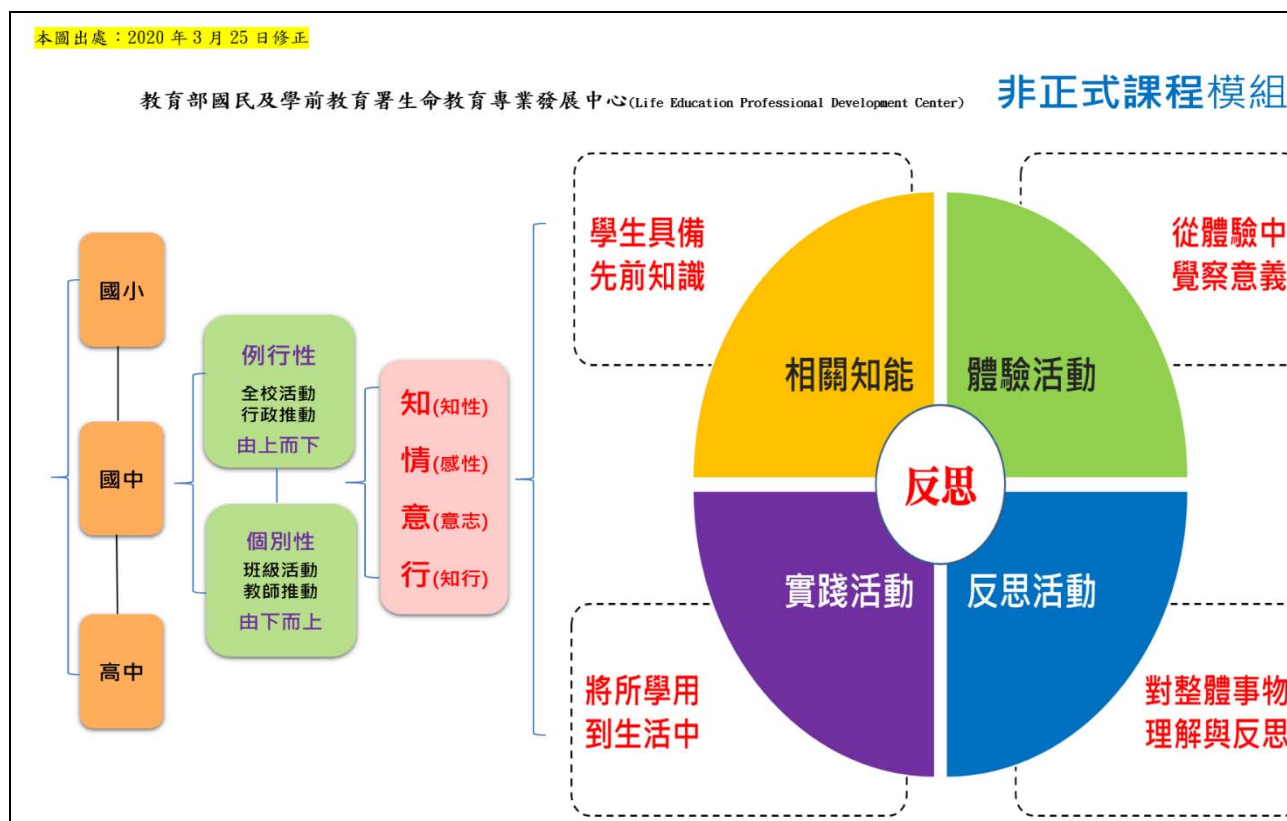 本圖出處：2020 年 3 月 25 日修正
教育部國民及學前教育署生命教育專業發展中心(Life Education Professional Development Center)
非正式課程模組
國小
國中
高中
例行性
全校活動
行政推動
由上而下
個別性
班級活動
教師推動
由下而上
知(知性)
情(感性)
意(意志)
行(知行)
學生具備
先前知識
從體驗中
覺察意義
相關知能
體驗活動
反思
實踐活動
反思活動
將所學用
到生活中
對整體事物
理解與反思